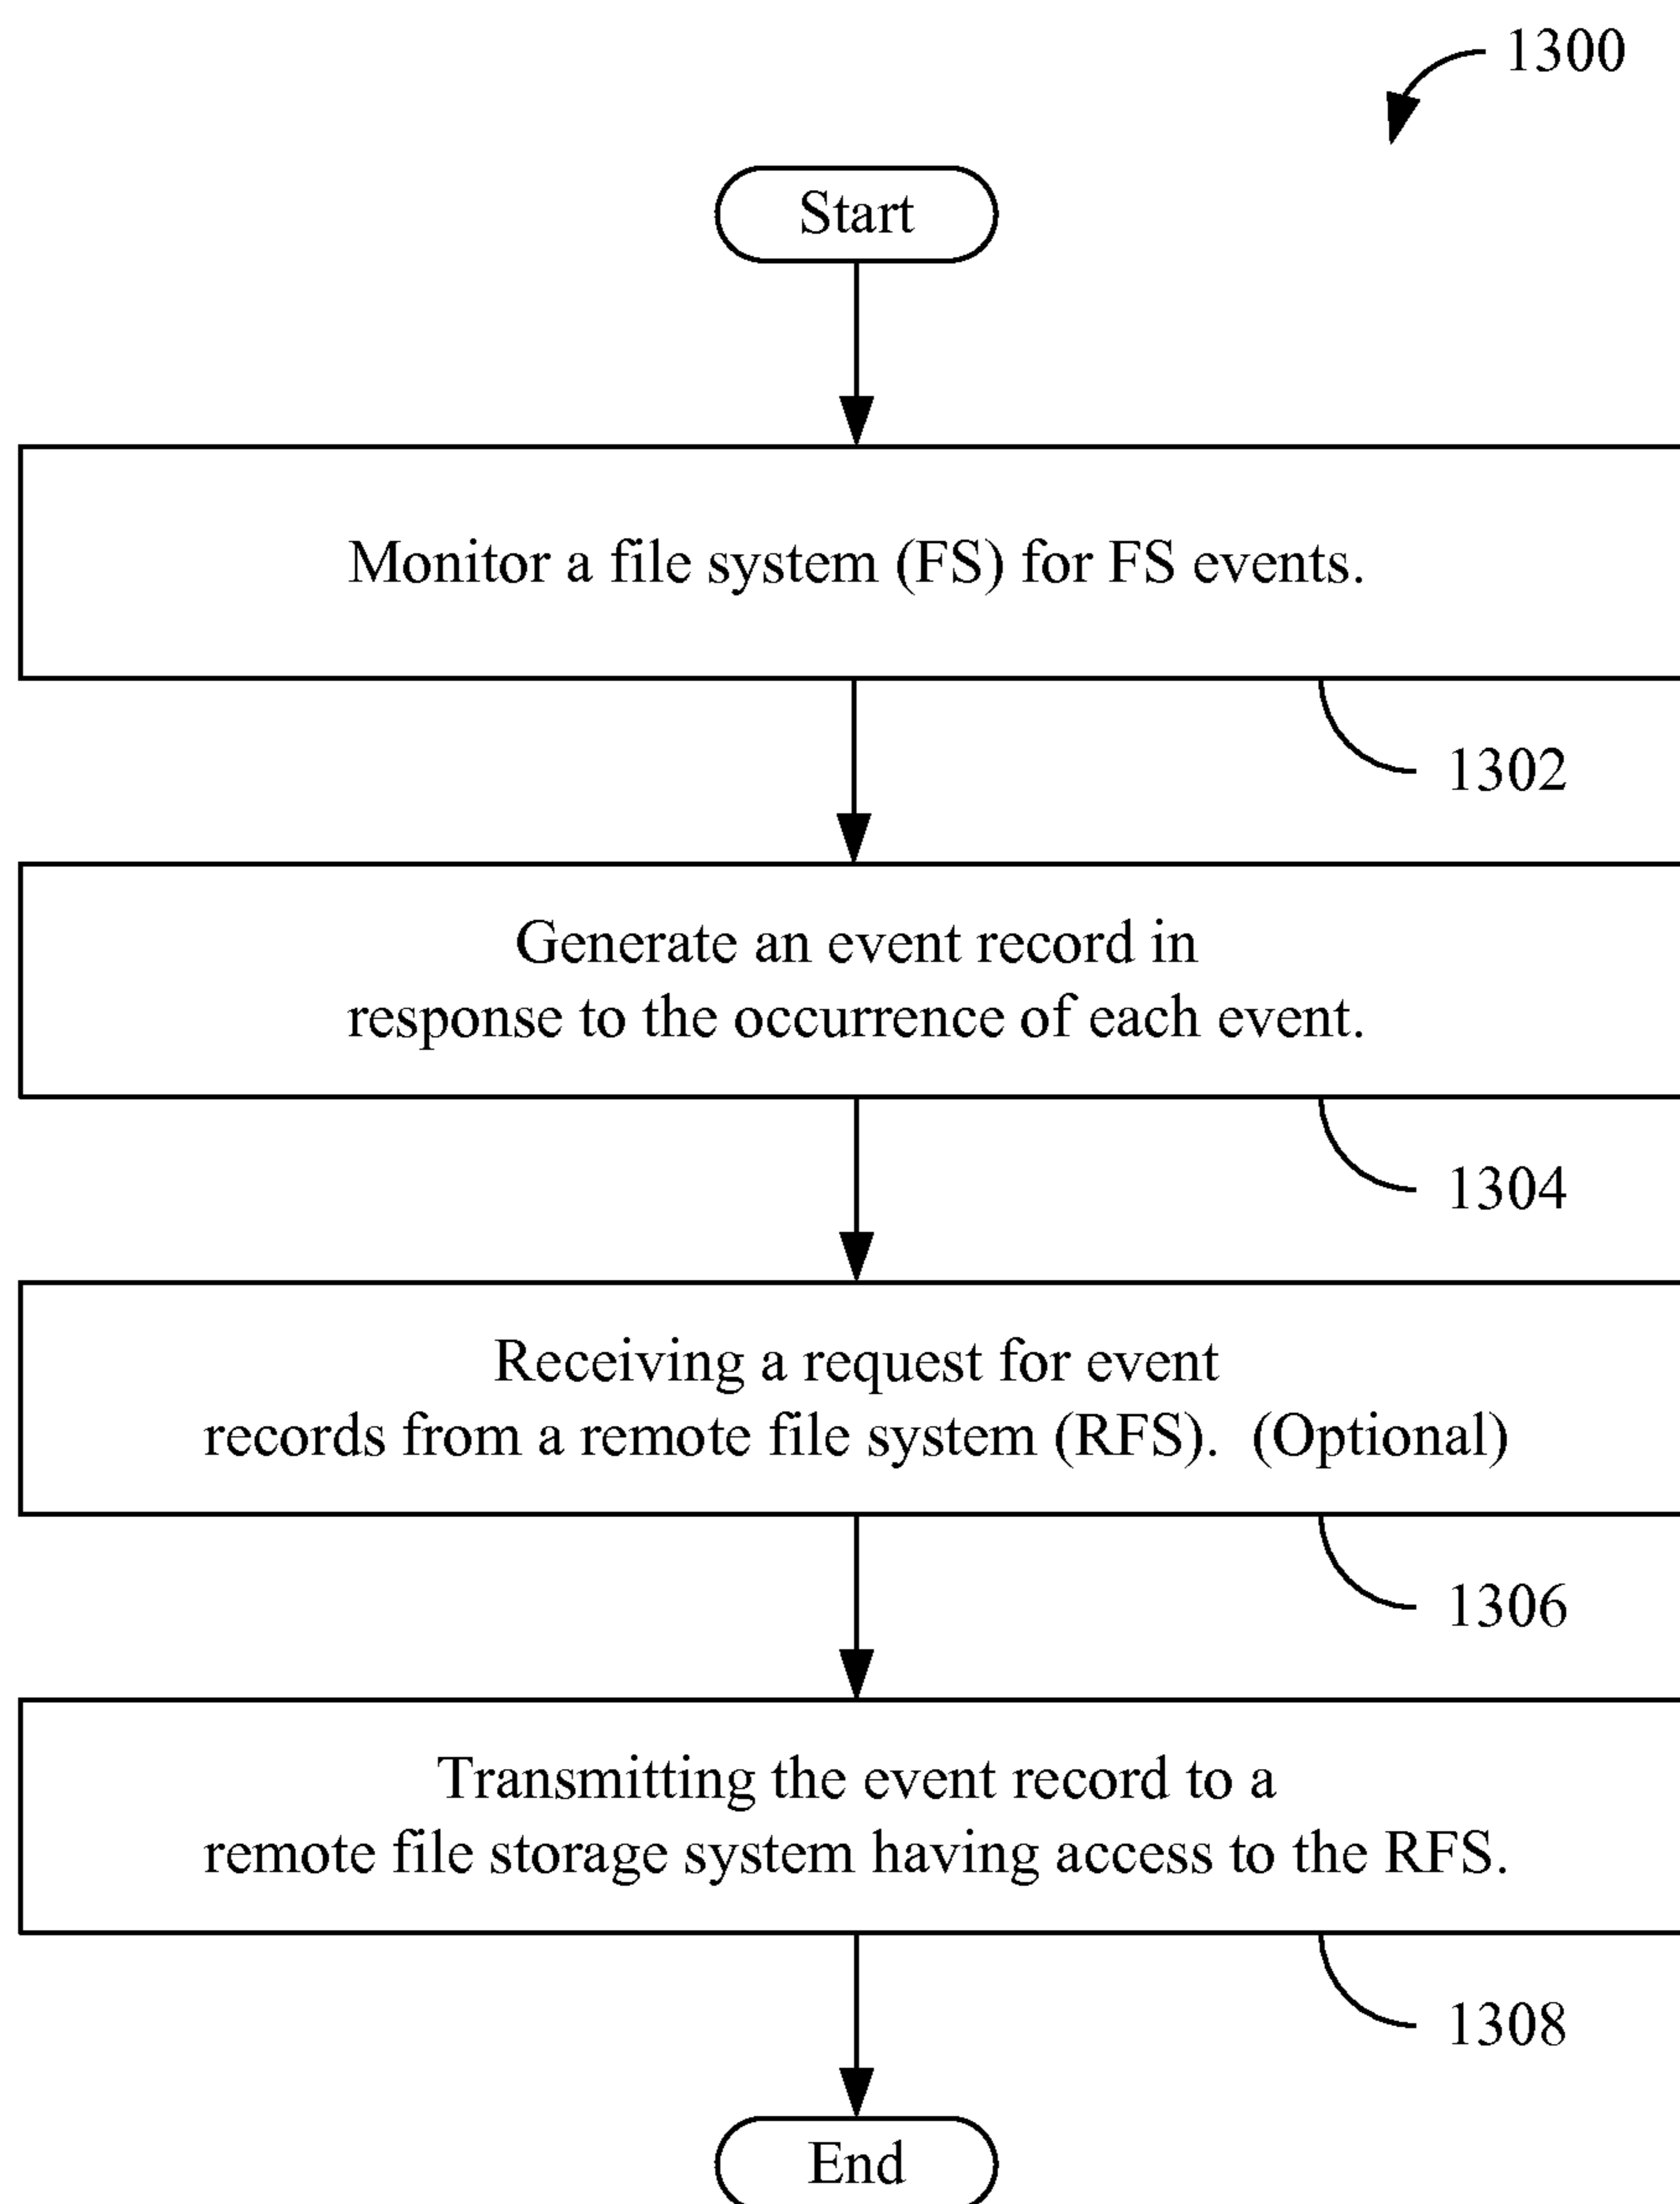 1300
Start
Monitor a file system (FS) for FS events.
1302
Generate an event record in
response to the occurrence of each event.
1304
Receiving a request for event
records from a remote file system (RFS).  (Optional)
1306
Transmitting the event record to a
remote file storage system having access to the RFS.
1308
End